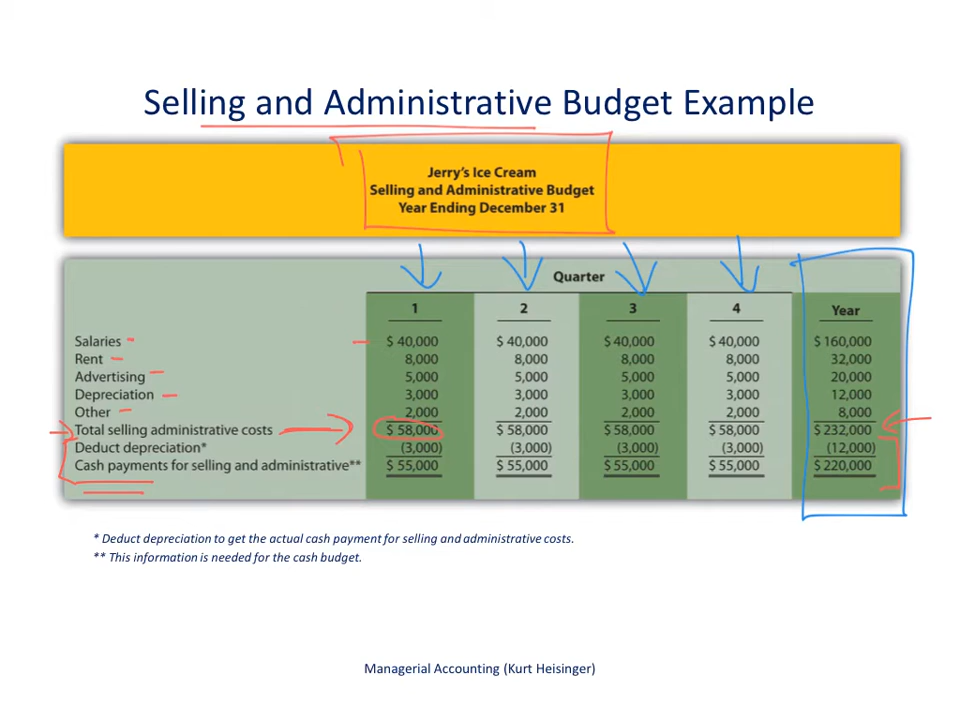 Selling and Administrative Budget Example
Jerry's Ice Cream
Selling and Administrative Budget
Year Ending December 31
Quarter
1 2 3 4 Year
Salaries $ 40,000 $ 40,000 $ 40,000 $ 40,000 $ 160,000
Rent 8,000 8,000 8,000 8,000 32,000
Advertising 5,000 5,000 5,000 5,000 20,000
Depreciation 3,000 3,000 3,000 3,000 12,000
Other 2,000 2,000 2,000 2,000 8,000
Total selling administrative costs $ 58,000 $ 58,000 $ 58,000 $ 58,000 $ 232,000
Deduct depreciation* (3,000) (3,000) (3,000) (3,000) (12,000)
Cash payments for selling and administrative** $ 55,000 $ 55,000 $ 55,000 $ 55,000 $ 220,000
* Deduct depreciation to get the actual cash payment for selling and administrative costs.
** This information is needed for the cash budget.
Managerial Accounting (Kurt Heisinger)